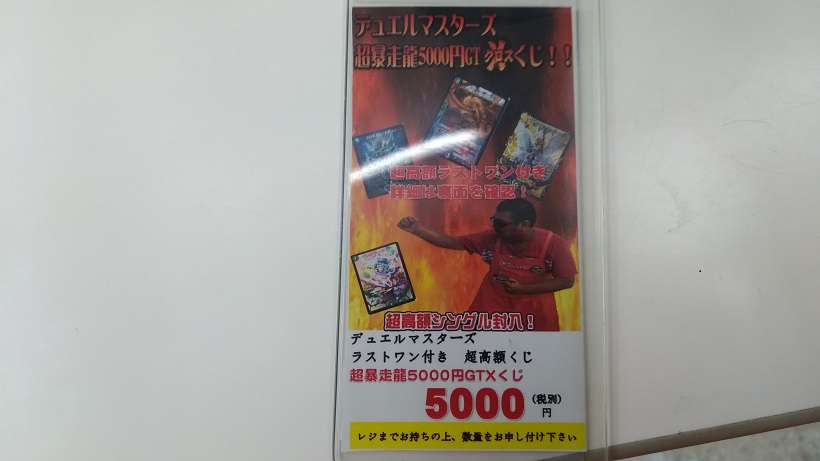 デュエルマスターズ
超暴走龍5000円GTクロスくじ！！
超高額ラストワン付き
詳細は裏面を確認！
超高額シングル封入！
デュエルマスターズ
ラストワン付き　超高額くじ
超暴走龍5000円GTXくじ
5000（税別）円
レジまでお持ちの上、数量をお申し付け下さい